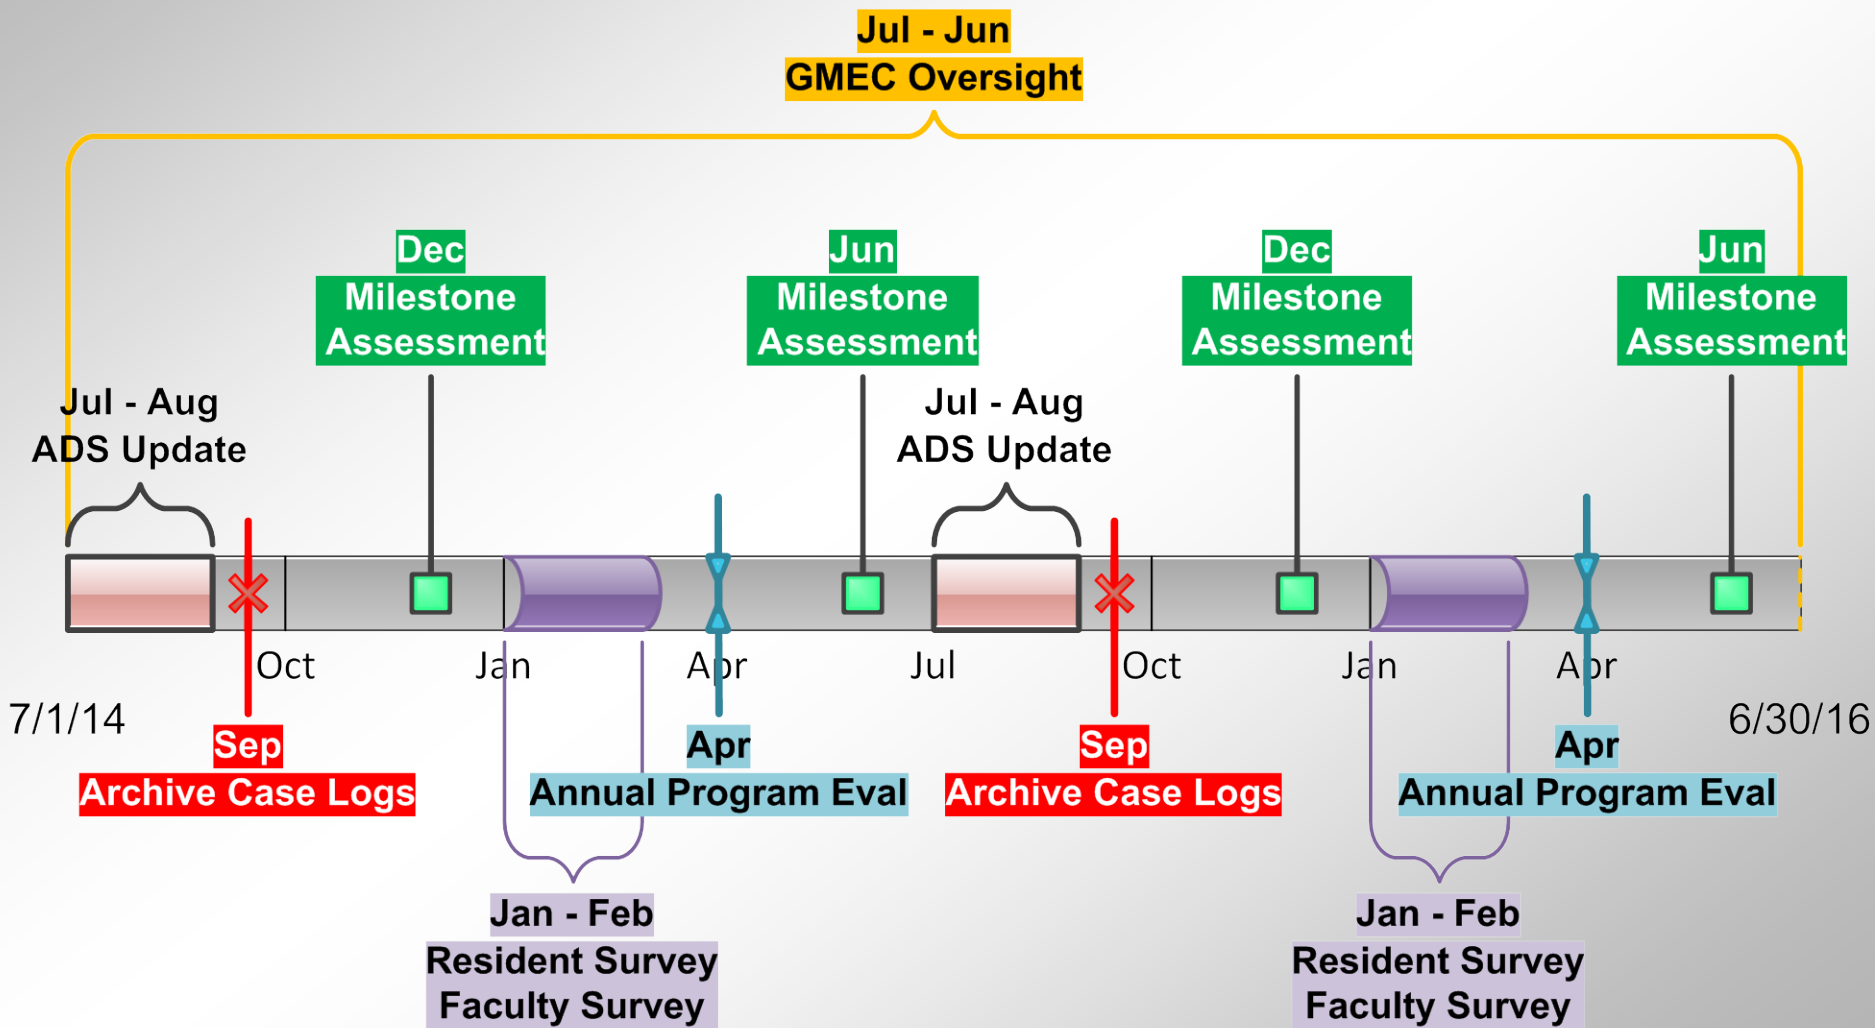 Jul - Jun
GMEC Oversight
Dec
Milestone
Assessment
Jun
Milestone
Assessment
Dec
Milestone
Assessment
Jun
Milestone
Assessment
Jul - Aug
ADS Update
Jul - Aug
ADS Update
Oct
Jan
Apr
Jul
Oct
Jan
Apr
7/1/14
6/30/16
Sep
Archive Case Logs
Apr
Annual Program Eval
Sep
Archive Case Logs
Apr
Annual Program Eval
Jan - Feb
Resident Survey
Faculty Survey
Jan - Feb
Resident Survey
Faculty Survey